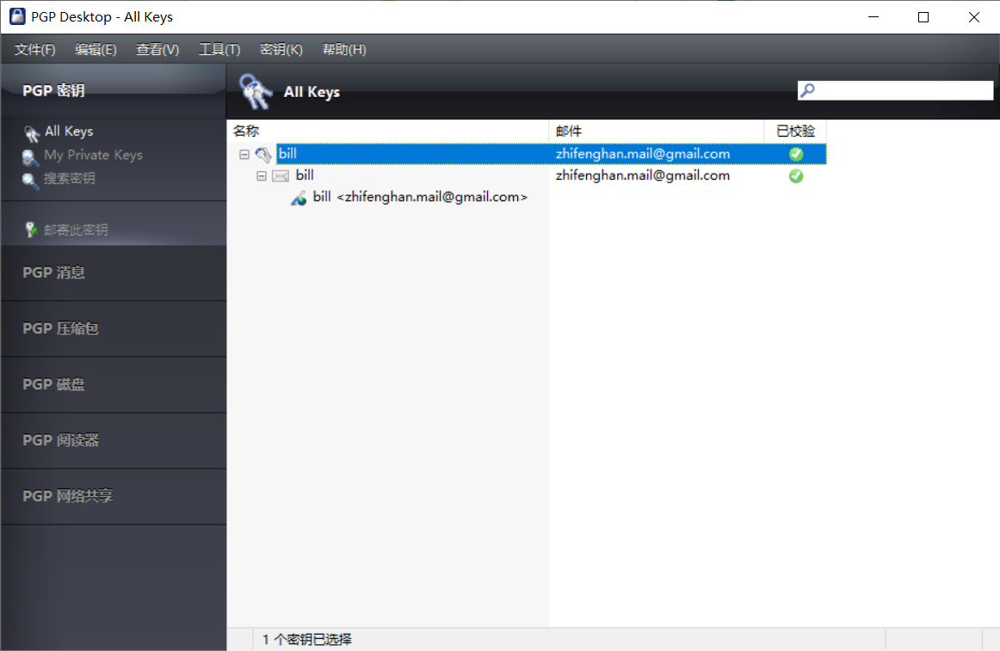 PGP Desktop - All Keys
文件(F) 编辑(E) 查看(V) 工具(T) 密钥(K) 帮助(H)
PGP 密钥
All Keys
My Private Keys
搜索密钥
邮寄此密钥
PGP 消息
PGP 压缩包
PGP 磁盘
PGP 阅读器
PGP 网络共享
All Keys
名称 邮件 已校验
bill zhifenghan.mail@gmail.com
bill zhifenghan.mail@gmail.com
bill <zhifenghan.mail@gmail.com>
1 个密钥已选择